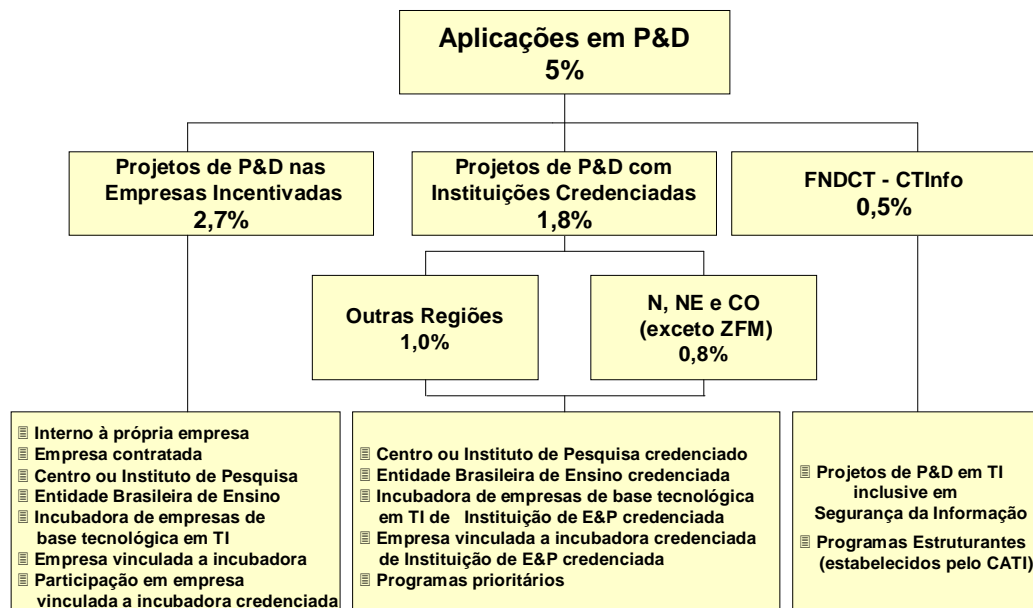 Aplicações em P&D
5%
Projetos de P&D nas
Empresas Incentivadas
2,7%
Projetos de P&D com
Instituições Credenciadas
1,8%
FNDCT - CTInfo
0,5%
Outras Regiões
1,0%
N, NE e CO
(exceto ZFM)
0,8%
Interno à própria empresa
Empresa contratada
Centro ou Instituto de Pesquisa
Entidade Brasileira de Ensino
Incubadora de empresas de
base tecnológica em TI
Empresa vinculada a incubadora
Participação em empresa
vinculada a incubadora credenciada
Centro ou Instituto de Pesquisa credenciado
Entidade Brasileira de Ensino credenciada
Incubadora de empresas de base tecnológica
em TI de Instituição de E&P credenciada
Empresa vinculada a incubadora credenciada
de Instituição de E&P credenciada
Programas prioritários
Projetos de P&D em TI
inclusive em
Segurança da Informação
Programas Estruturantes
(estabelecidos pelo CATI)